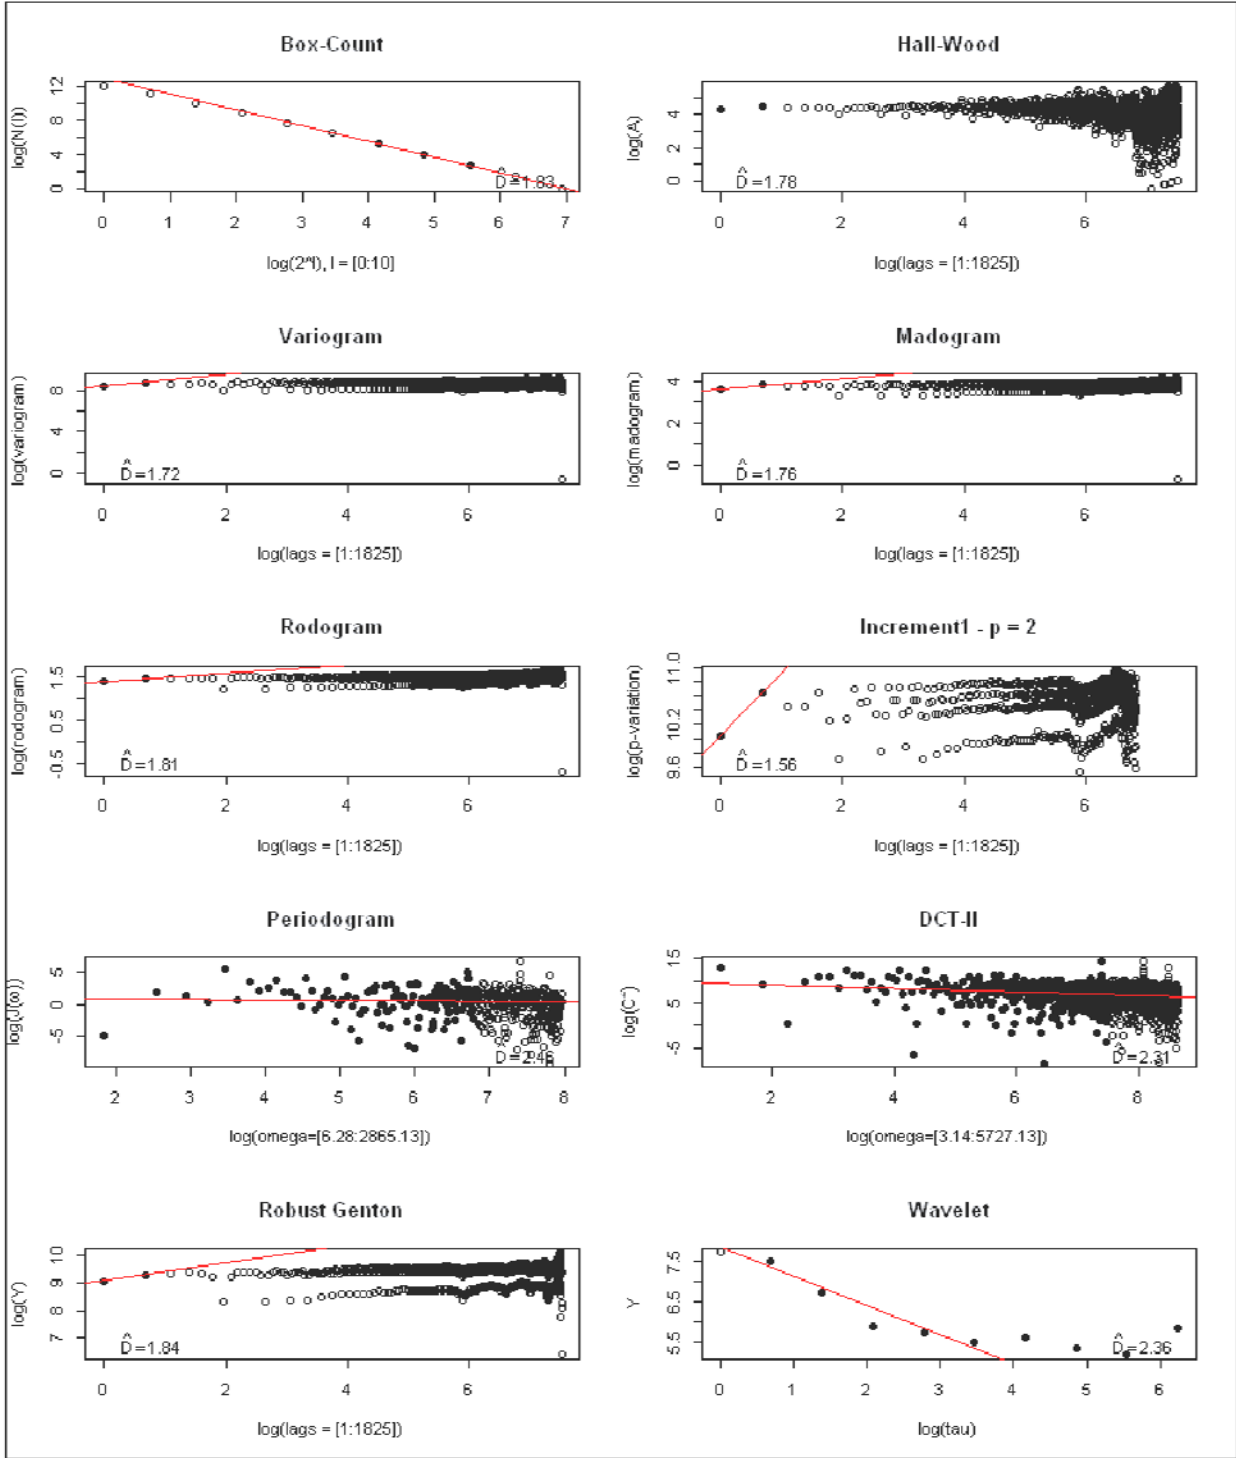 Box-Count
log(N(l))
12
8
4
0
D̂=1.83
0 1 2 3 4 5 6 7
log(2^l), l = [0:10]
Hall-Wood
log(A)
4
2
0
D̂=1.78
0 2 4 6
log(lags = [1:1825])
Variogram
log(variogram)
8
4
0
D̂=1.72
0 2 4 6
log(lags = [1:1825])
Madogram
log(madogram)
4
2
0
D̂=1.76
0 2 4 6
log(lags = [1:1825])
Rodogram
log(rodogram)
1.5
0.5
-0.5
D̂=1.81
0 2 4 6
log(lags = [1:1825])
Increment1 - p = 2
log(p-variation)
11.0
10.2
9.6
D̂=1.56
0 2 4 6
log(lags = [1:1825])
Periodogram
log(J(ω))
5
0
-5
D̂=2.46
2 3 4 5 6 7 8
log(omega=[6.28:2865.13])
DCT-II
15
5
-5
D̂=2.31
2 4 6 8
log(omega=[3.14:5727.13])
Robust Genton
log(Y)
10
9
8
7
D̂=1.84
0 2 4 6
log(lags = [1:1825])
Wavelet
Y
7.5
6.5
5.5
D̂=2.36
0 1 2 3 4 5 6
log(tau)